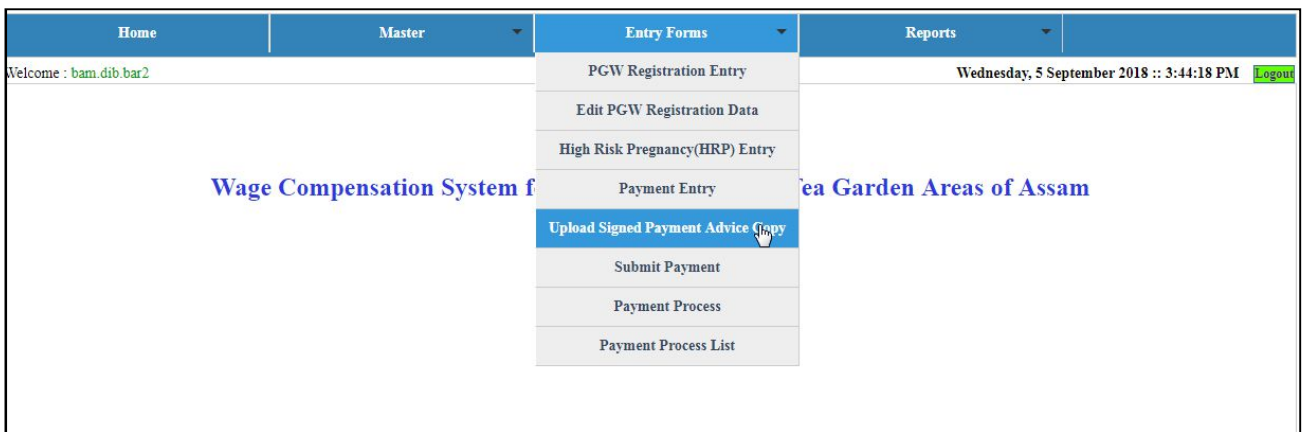 Home Master Entry Forms Reports
Welcome : bam.dib.bar2 Wednesday, 5 September 2018 :: 3:44:18 PM Logout
PGW Registration Entry
Edit PGW Registration Data
High Risk Pregnancy(HRP) Entry
Wage Compensation System Payment Entry Garden Areas of Assam
Upload Signed Payment Advice Copy
Submit Payment
Payment Process
Payment Process List